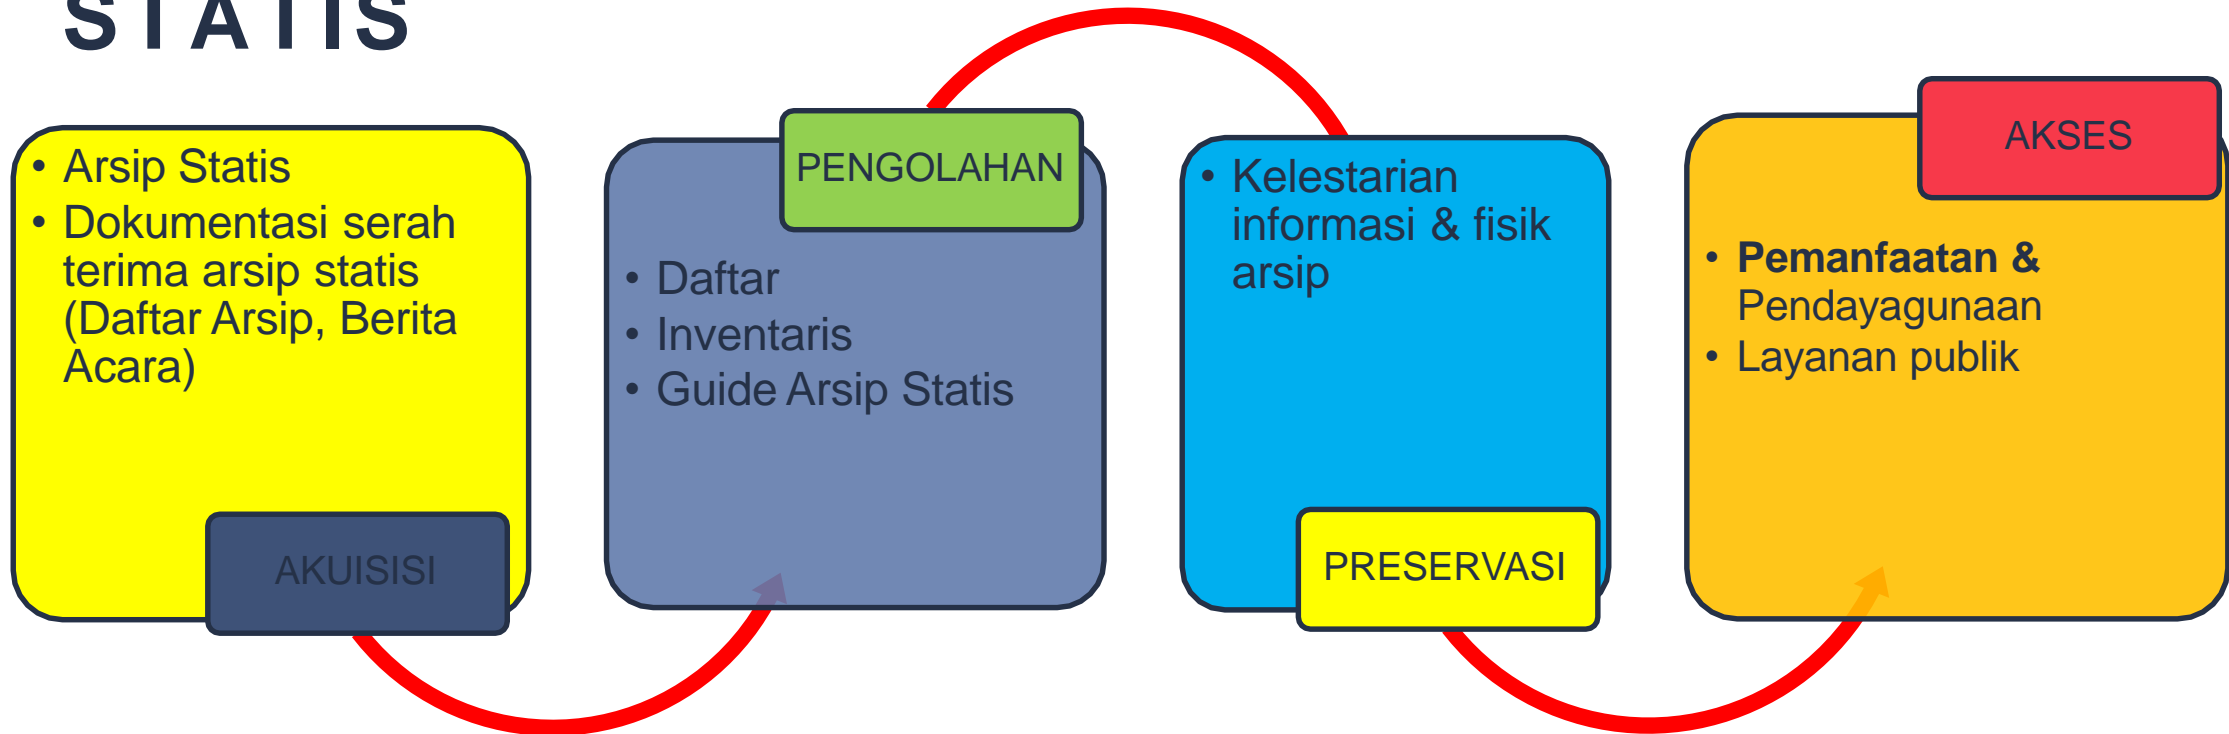 STATIS
• Arsip Statis
• Dokumentasi serah
terima arsip statis
(Daftar Arsip, Berita
Acara)
AKUISISI
PENGOLAHAN
• Daftar
• Inventaris
• Guide Arsip Statis
• Kelestarian
informasi & fisik
arsip
PRESERVASI
AKSES
• Pemanfaatan &
Pendayagunaan
• Layanan publik